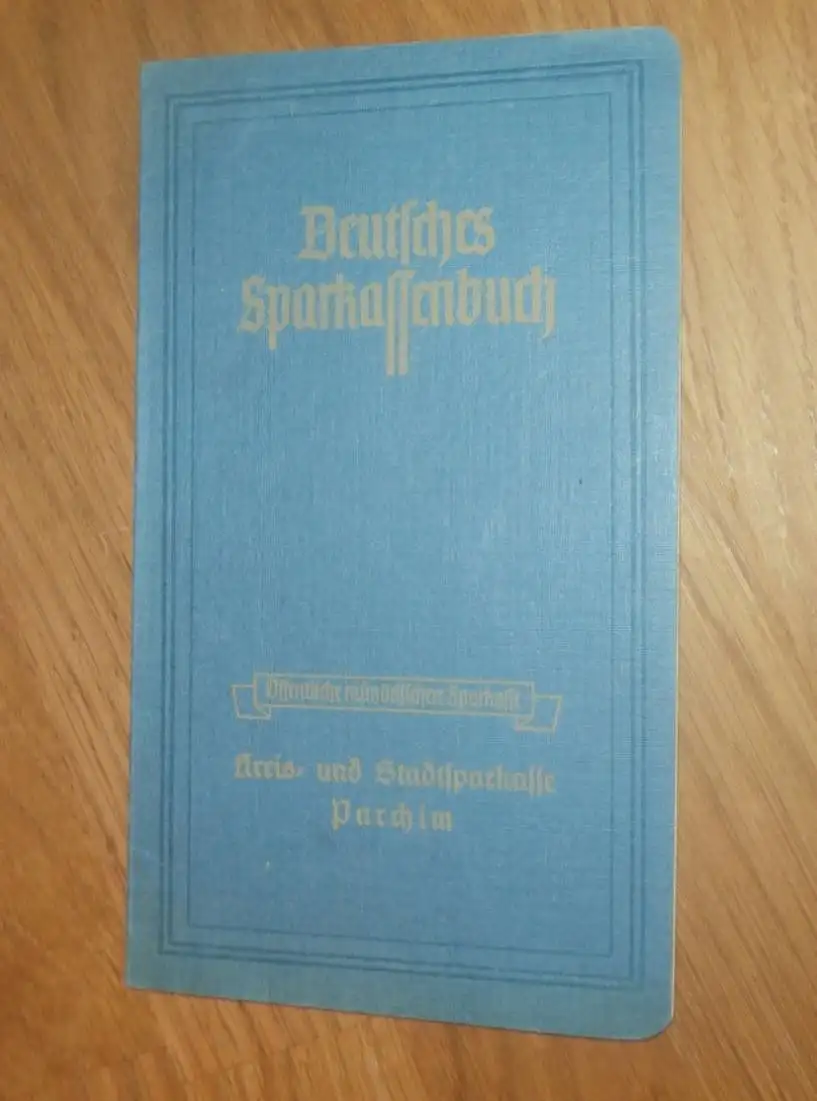 Deutsches
Sparkassenbuch
Öffentliche mündelsichere Sparkasse
Kreis- und Stadtsparkasse
Parchim